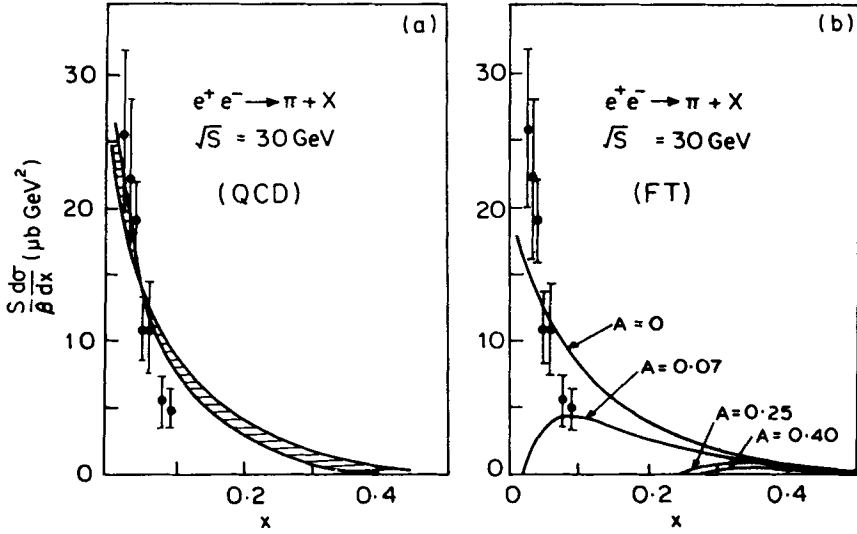 (a)
30
e⁺ e⁻ → π + X
√S = 30 GeV
(QCD)
20
10
0
0.2
0.4
x
S/β dσ/dx (μb GeV²)
(b)
30
e⁺ e⁻ → π + X
√S = 30 GeV
(FT)
20
10
A = 0
A = 0·07
A = 0·25
A = 0·40
0
0
0.2
0.4
x